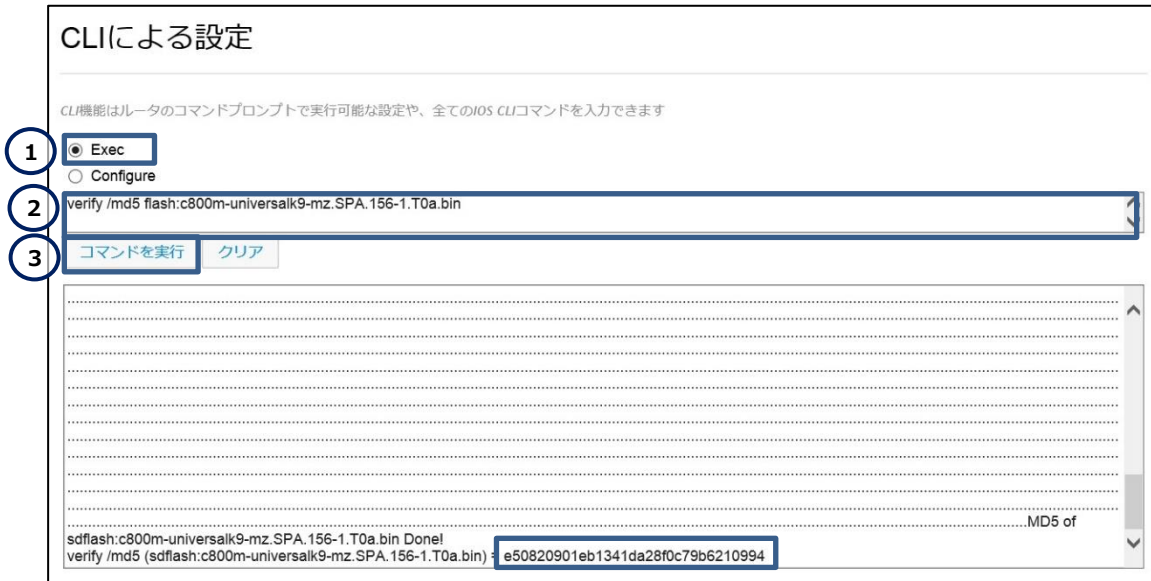 CLIによる設定
CLI機能はルータのコマンドプロンプトで実行可能な設定や、全てのIOS CLIコマンドを入力できます
1
Exec
Configure
2
verify /md5 flash:c800m-universalk9-mz.SPA.156-1.T0a.bin
3
コマンドを実行 クリア
MD5 of
sdflash:c800m-universalk9-mz.SPA.156-1.T0a.bin Done!
verify /md5 (sdflash:c800m-universalk9-mz.SPA.156-1.T0a.bin) = e50820901eb1341da28f0c79b6210994